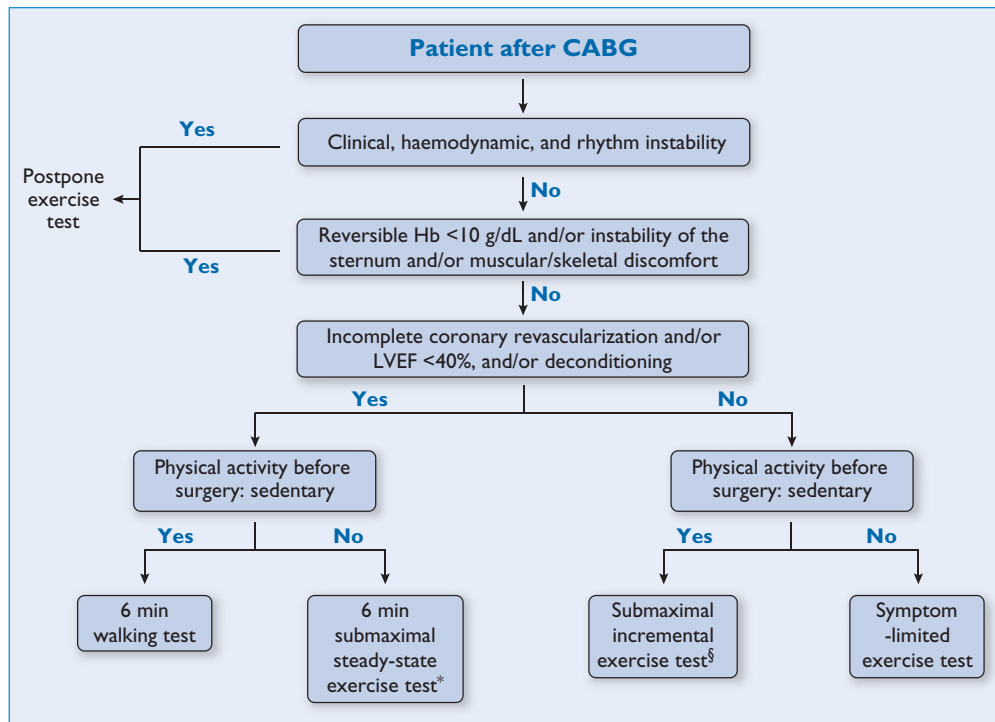 Patient after CABG
Yes
Clinical, haemodynamic, and rhythm instability
Postpone
exercise
test
No
Reversible Hb <10 g/dL and/or instability of the
sternum and/or muscular/skeletal discomfort
Yes
No
Incomplete coronary revascularization and/or
LVEF <40%, and/or deconditioning
Yes
No
Physical activity before
surgery: sedentary
Physical activity before
surgery: sedentary
Yes
No
Yes
No
6 min
walking test
6 min
submaximal
steady-state
exercise test*
Submaximal
incremental
exercise test§
Symptom
-limited
exercise test